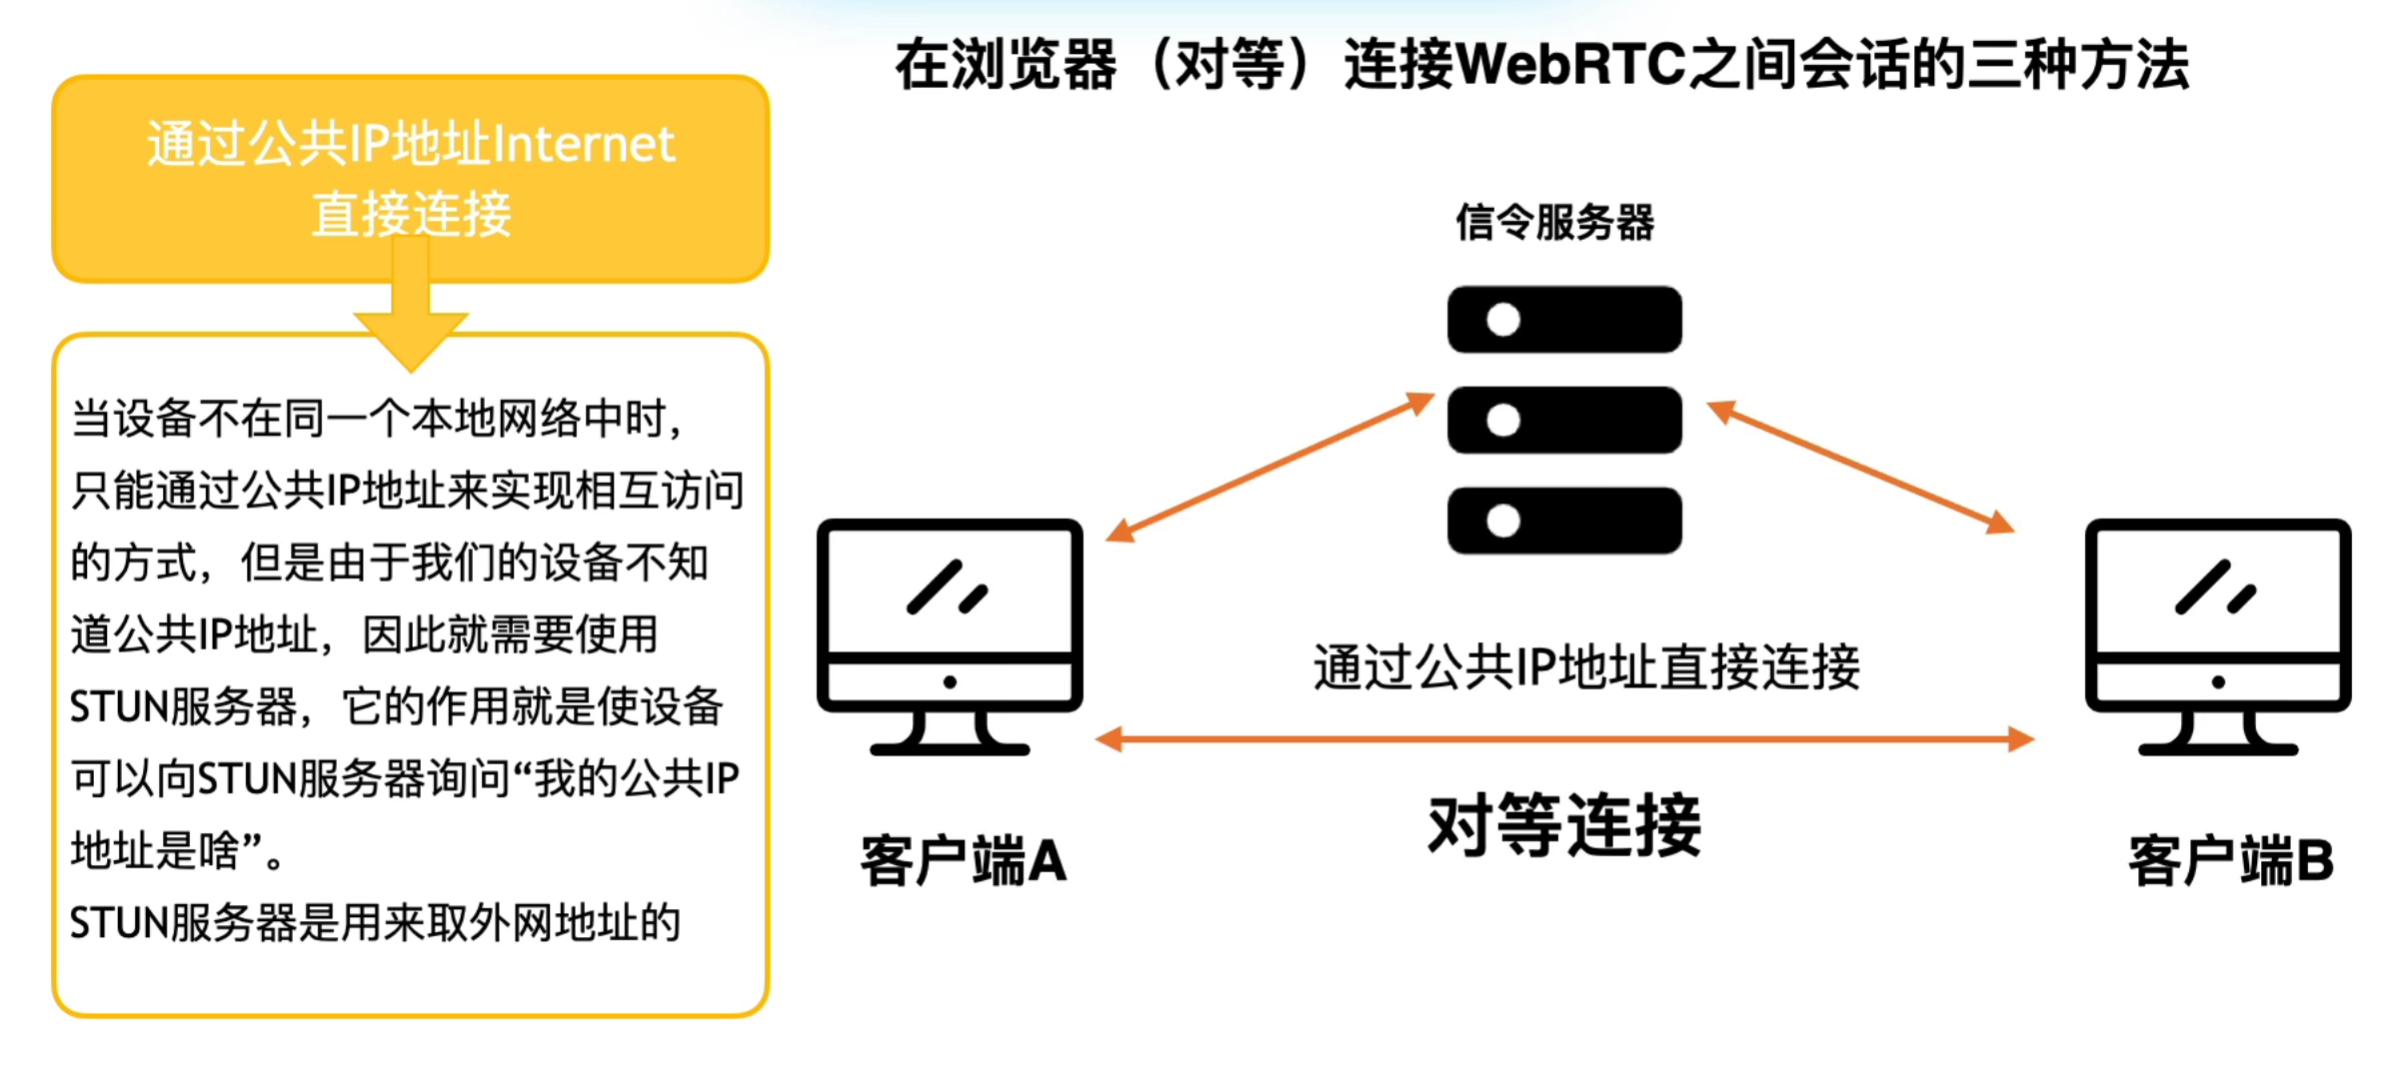 在浏览器（对等）连接WebRTC之间会话的三种方法
通过公共IP地址Internet
直接连接
当设备不在同一个本地网络中时，
只能通过公共IP地址来实现相互访问
的方式，但是由于我们的设备不知
道公共IP地址，因此就需要使用
STUN服务器，它的作用就是使设备
可以向STUN服务器询问“我的公共IP
地址是啥”。
STUN服务器是用来取外网地址的
信令服务器
通过公共IP地址直接连接
对等连接
客户端A
客户端B